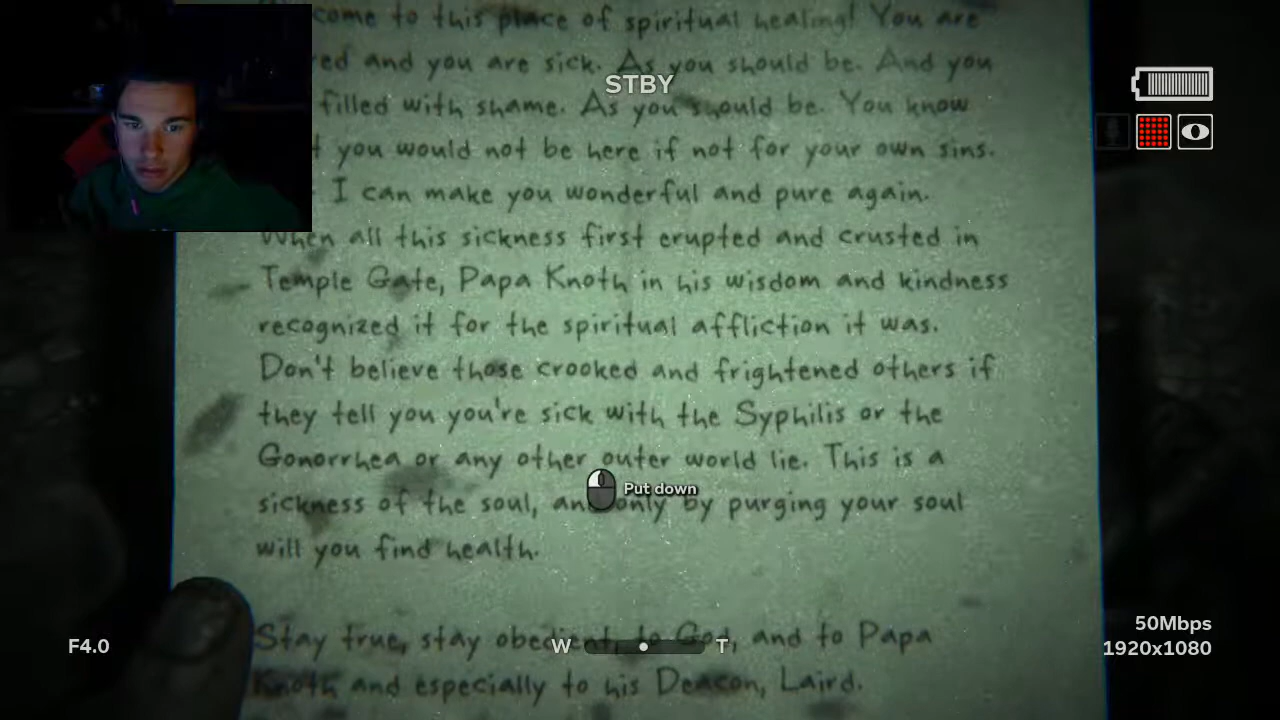 come to this place of spiritual healing! You are
red and you are sick. As you should be. And you
STBY
filled with shame. As you should be. You know
you would not be here if not for your own sins.
I can make you wonderful and pure again.
When all this sickness first erupted and crusted in
Temple Gate, Papa Knoth in his wisdom and kindness
recognized it for the spiritual affliction it was.
Don't believe those crooked and frightened others if
they tell you you're sick with the Syphilis or the
Gonorrhea or any other outer world lie. This is a
Put down
sickness of the soul, and only by purging your soul
will you find health.
50Mbps
Stay true, stay obedient, to God, and to Papa
F4.0
W T
1920x1080
Knoth and especially to his Deacon, Laird.